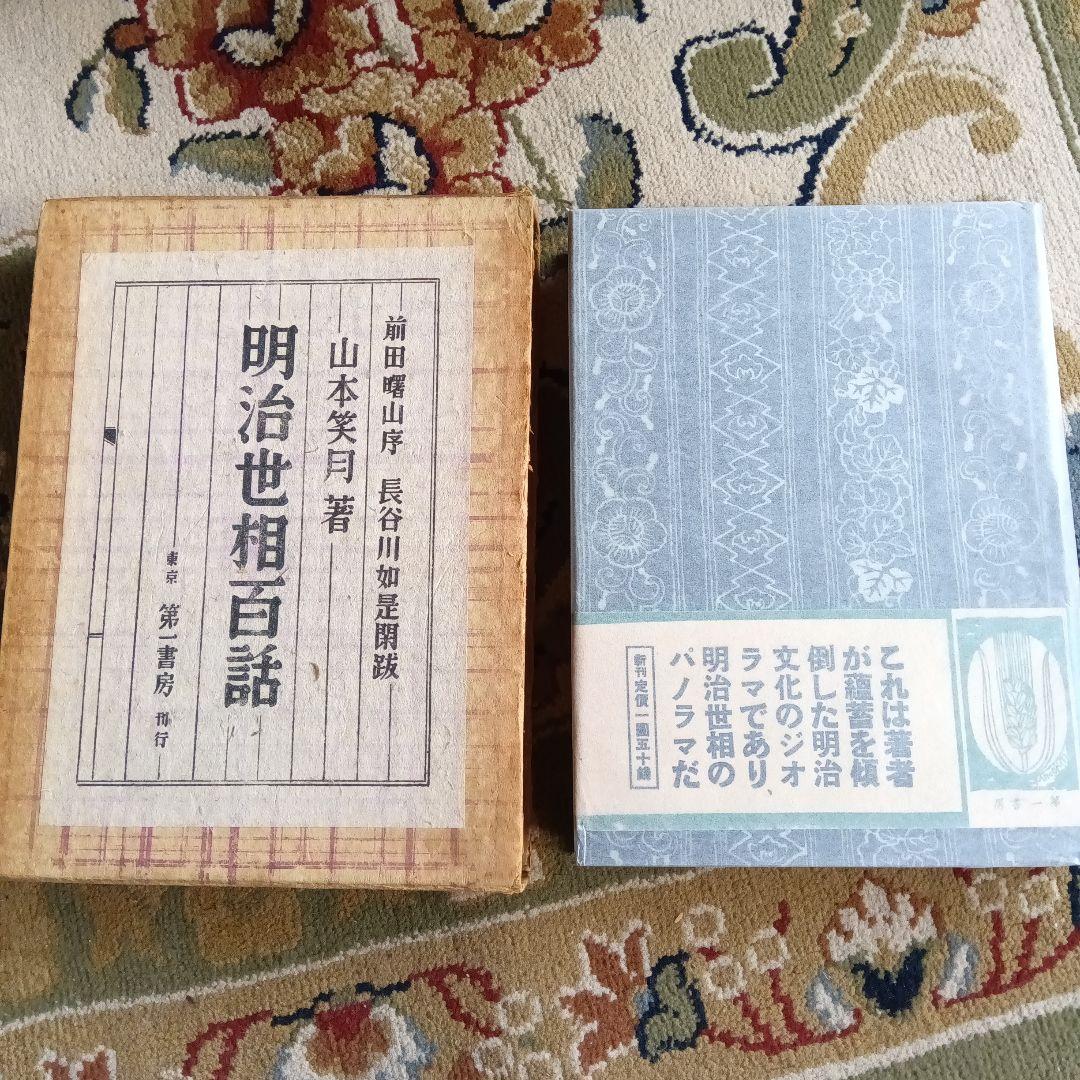 前田曙山序 長谷川如是閑跋
山本笑月著
明治世相百話
東京 第一書房 刊行
これは著者
が蘊蓄を傾
倒した明治
文化のジオ
ラマであり
明治世相の
パノラマだ
新刊定價一圓五十錢
房書一第